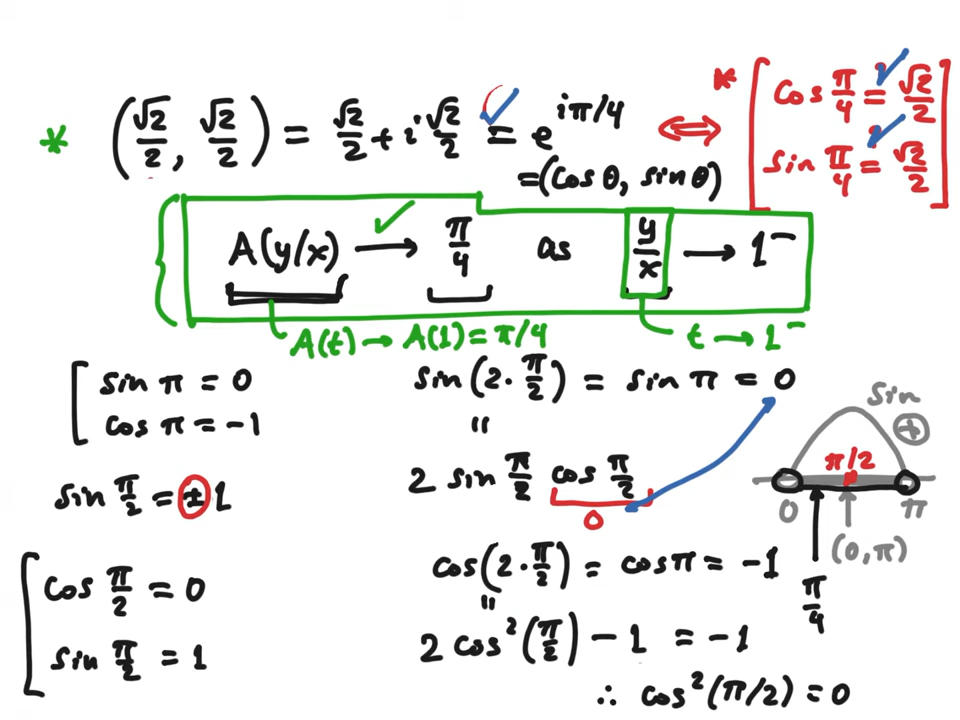 * (√2/2, √2/2) = √2/2 + i √2/2 = e^{iπ/4} ⇔ * [cos π/4 = √2/2
sin π/4 = √2/2]
= (cos θ, sin θ)
A(y/x) → π/4 as y/x → 1⁻
A(t) → A(1) = π/4 t → 1⁻
[sin π = 0
cos π = -1
sin π/2 = ± 1
[cos π/2 = 0
sin π/2 = 1
sin(2·π/2) = sin π = 0
"
2 sin π/2 cos π/2
0
cos(2·π/2) = cos π = -1
"
2 cos²(π/2) - 1 = -1
∴ cos²(π/2) = 0
sin
+
π/2
0 π
(0, π)
π/4